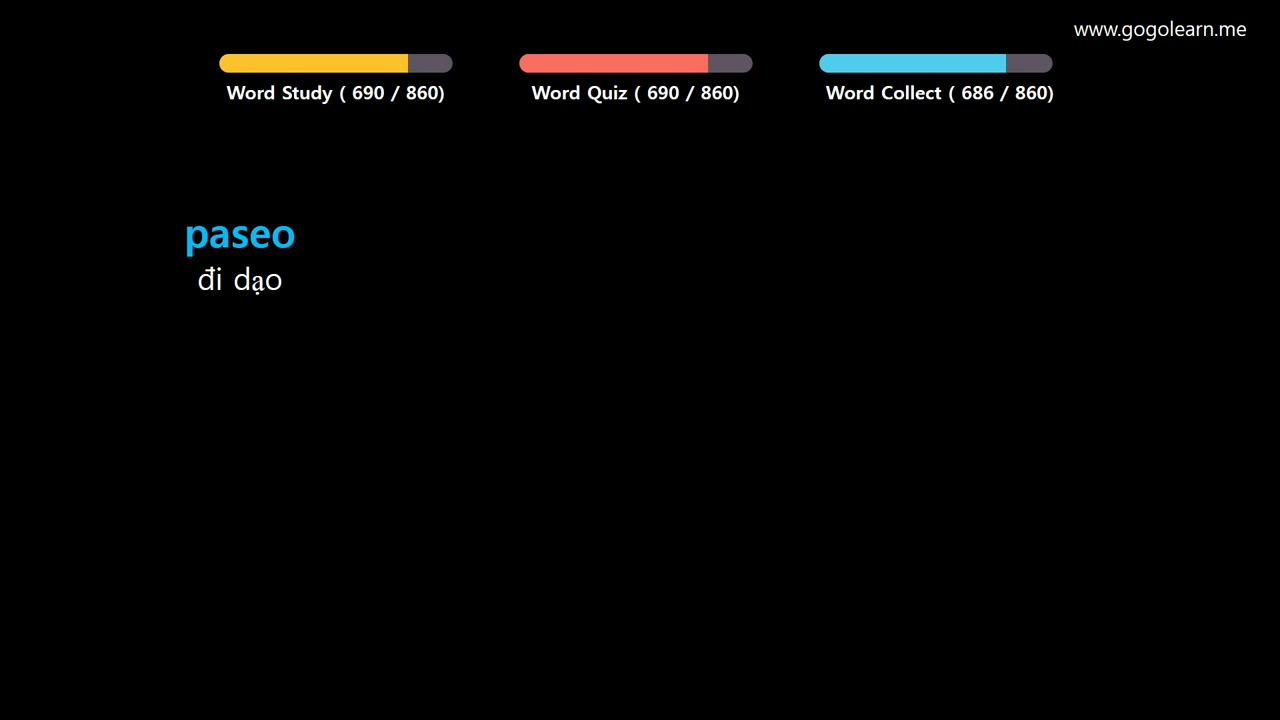 www.gogolearn.me
Word Study ( 690 / 860)
Word Quiz ( 690 / 860)
Word Collect ( 686 / 860)
paseo
đi dạo